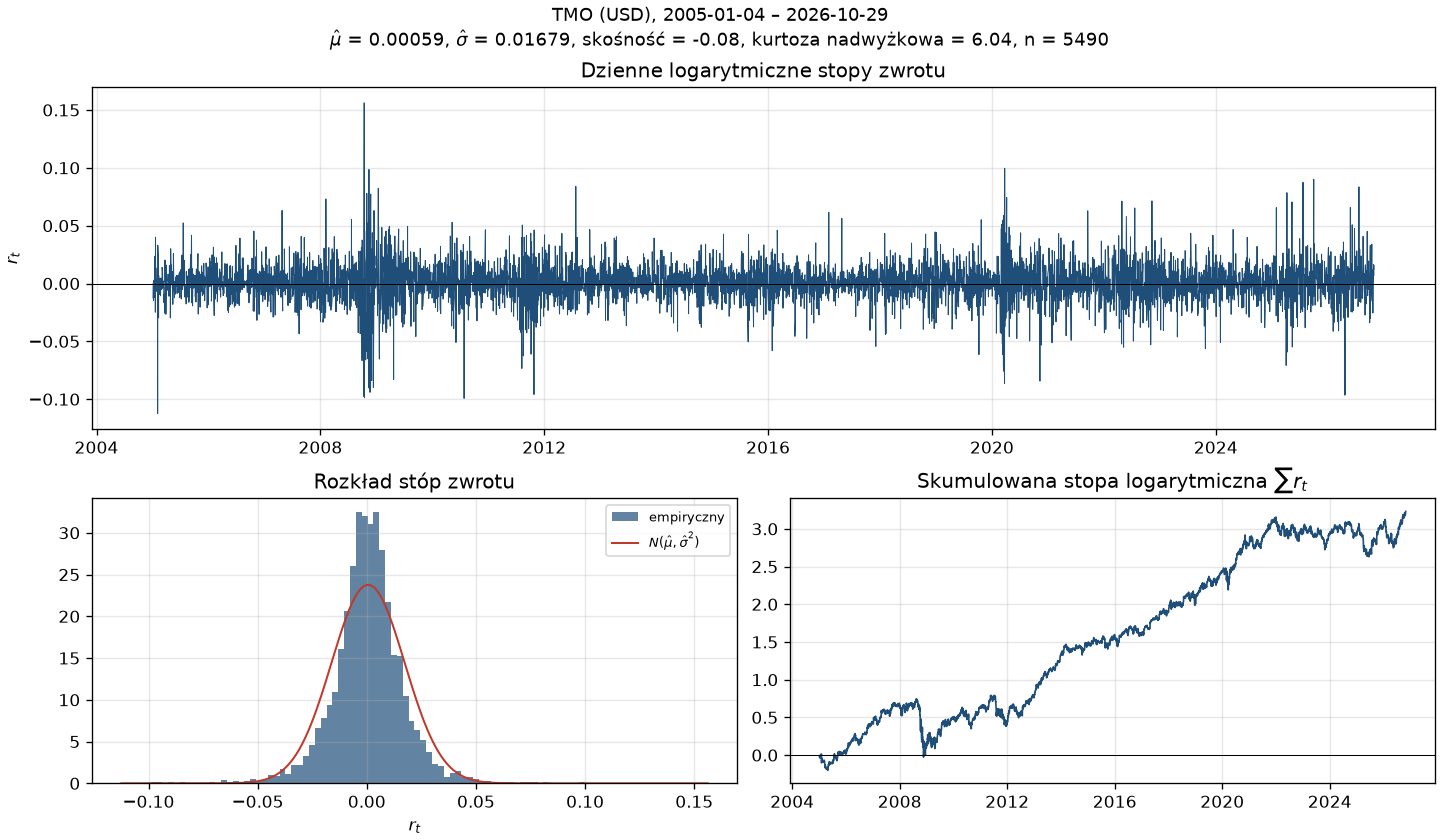 TMO (USD), 2005-01-04 – 2026-10-29
μ̂ = 0.00059, σ̂ = 0.01679, skośność = -0.08, kurtoza nadwyżkowa = 6.04, n = 5490
Dzienne logarytmiczne stopy zwrotu
0.15
0.10
0.05
0.00
−0.05
−0.10
r_t
2004 2008 2012 2016 2020 2024
Rozkład stóp zwrotu
30
25
20
15
10
5
0
empiryczny
N(μ̂, σ̂²)
−0.10 −0.05 0.00 0.05 0.10 0.15
r_t
Skumulowana stopa logarytmiczna ∑r_t
3.0
2.5
2.0
1.5
1.0
0.5
0.0
2004 2008 2012 2016 2020 2024